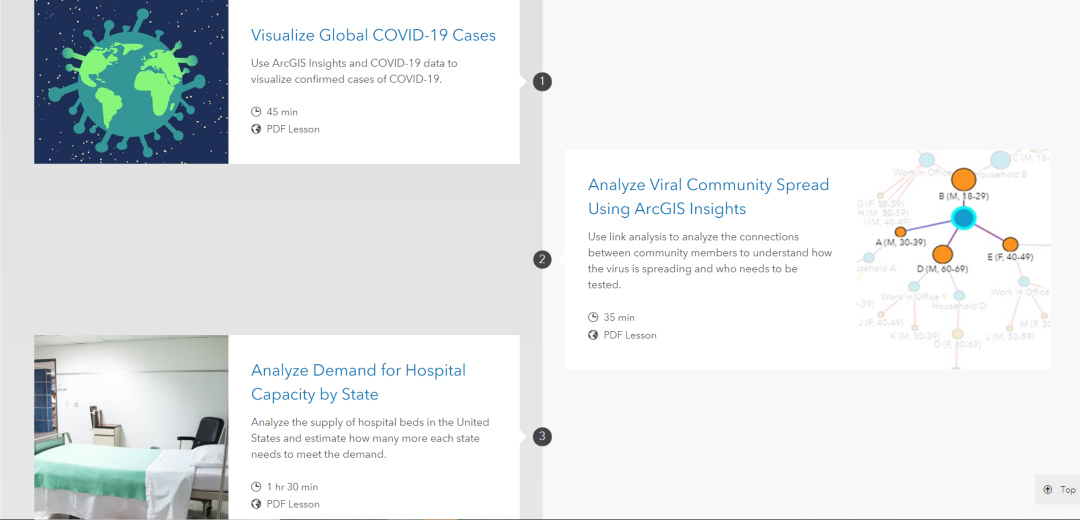 Visualize Global COVID-19 Cases
Use ArcGIS Insights and COVID-19 data to
visualize confirmed cases of COVID-19.
45 min
PDF Lesson
1
Analyze Viral Community Spread
Using ArcGIS Insights
Use link analysis to analyze the connections
between community members to understand how
the virus is spreading and who needs to be
tested.
35 min
PDF Lesson
2
C (M, 18-
Work in Office
Household B
B (M, 18-29)
G (F, 50-59)
H (M, 50-59)
I (M, 40-49)
A (M, 30-39)
E (F, 40-49)
D (M, 60-69)
sehold A
Work in Office Y
Work in Office
Household D
-39)
J (F, 40-49)
K (M, 30-39)
L (M, 50-59)
M (F, 30
D (F, 60-69)
Analyze Demand for Hospital
Capacity by State
Analyze the supply of hospital beds in the United
States and estimate how many more each state
needs to meet the demand.
1 hr 30 min
PDF Lesson
3
Top